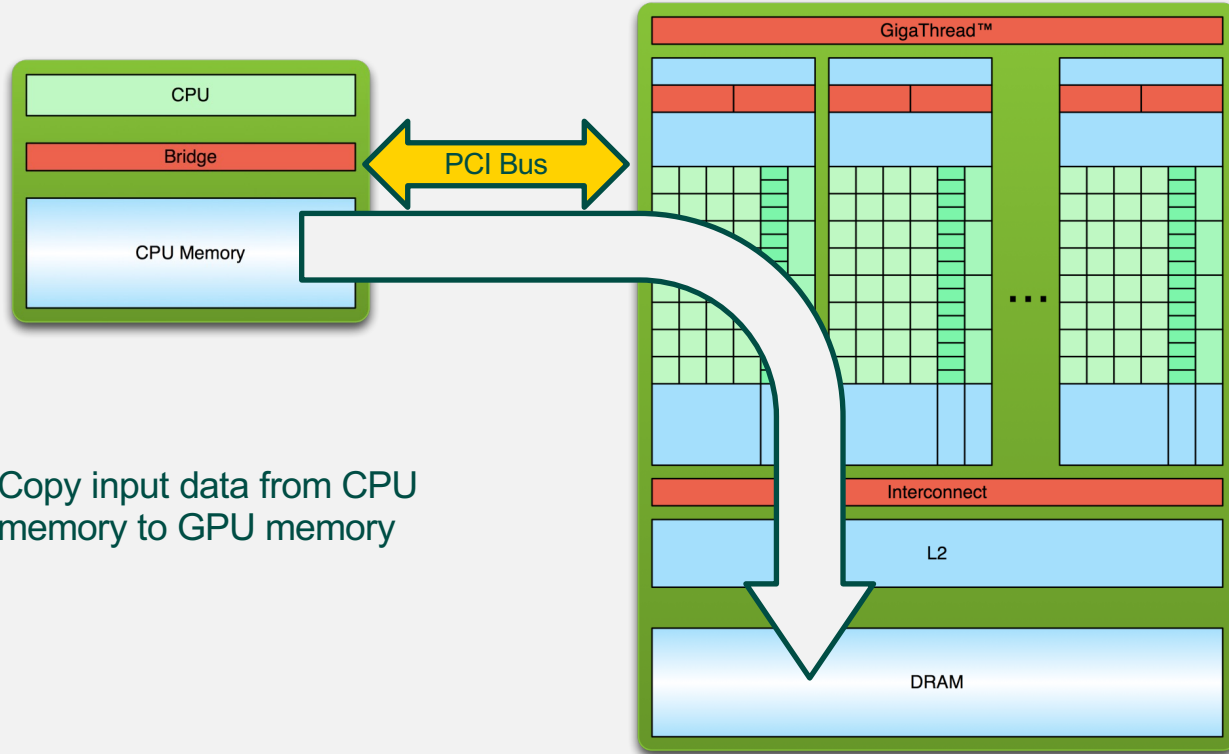 GigaThread™
CPU
Bridge
PCI Bus
CPU Memory
...
Copy input data from CPU
memory to GPU memory
Interconnect
L2
DRAM